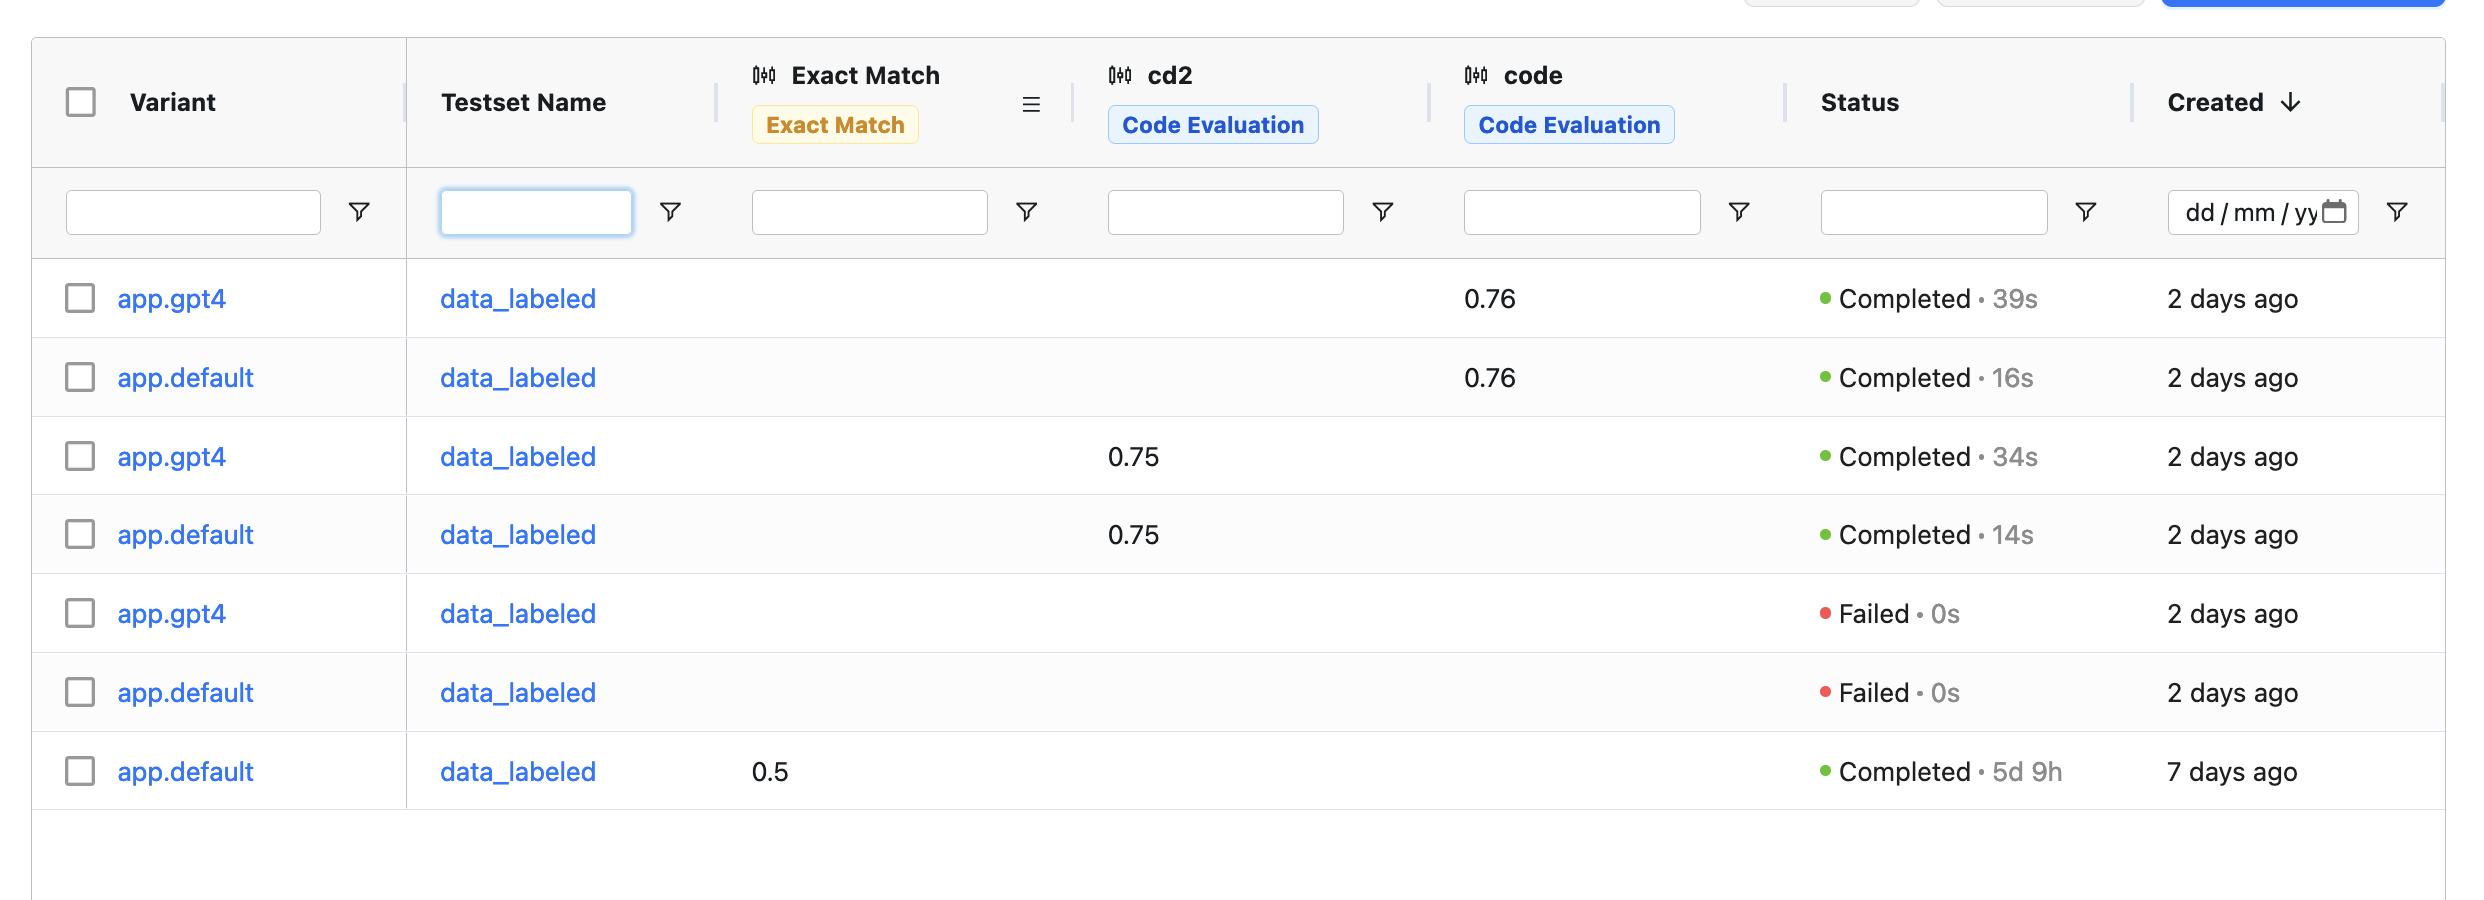 Variant Testset Name Exact Match cd2 code Status Created
Exact Match Code Evaluation Code Evaluation
dd/mm/yy
app.gpt4 data_labeled 0.76 Completed • 39s 2 days ago
app.default data_labeled 0.76 Completed • 16s 2 days ago
app.gpt4 data_labeled 0.75 Completed • 34s 2 days ago
app.default data_labeled 0.75 Completed • 14s 2 days ago
app.gpt4 data_labeled Failed • 0s 2 days ago
app.default data_labeled Failed • 0s 2 days ago
app.default data_labeled 0.5 Completed • 5d 9h 7 days ago